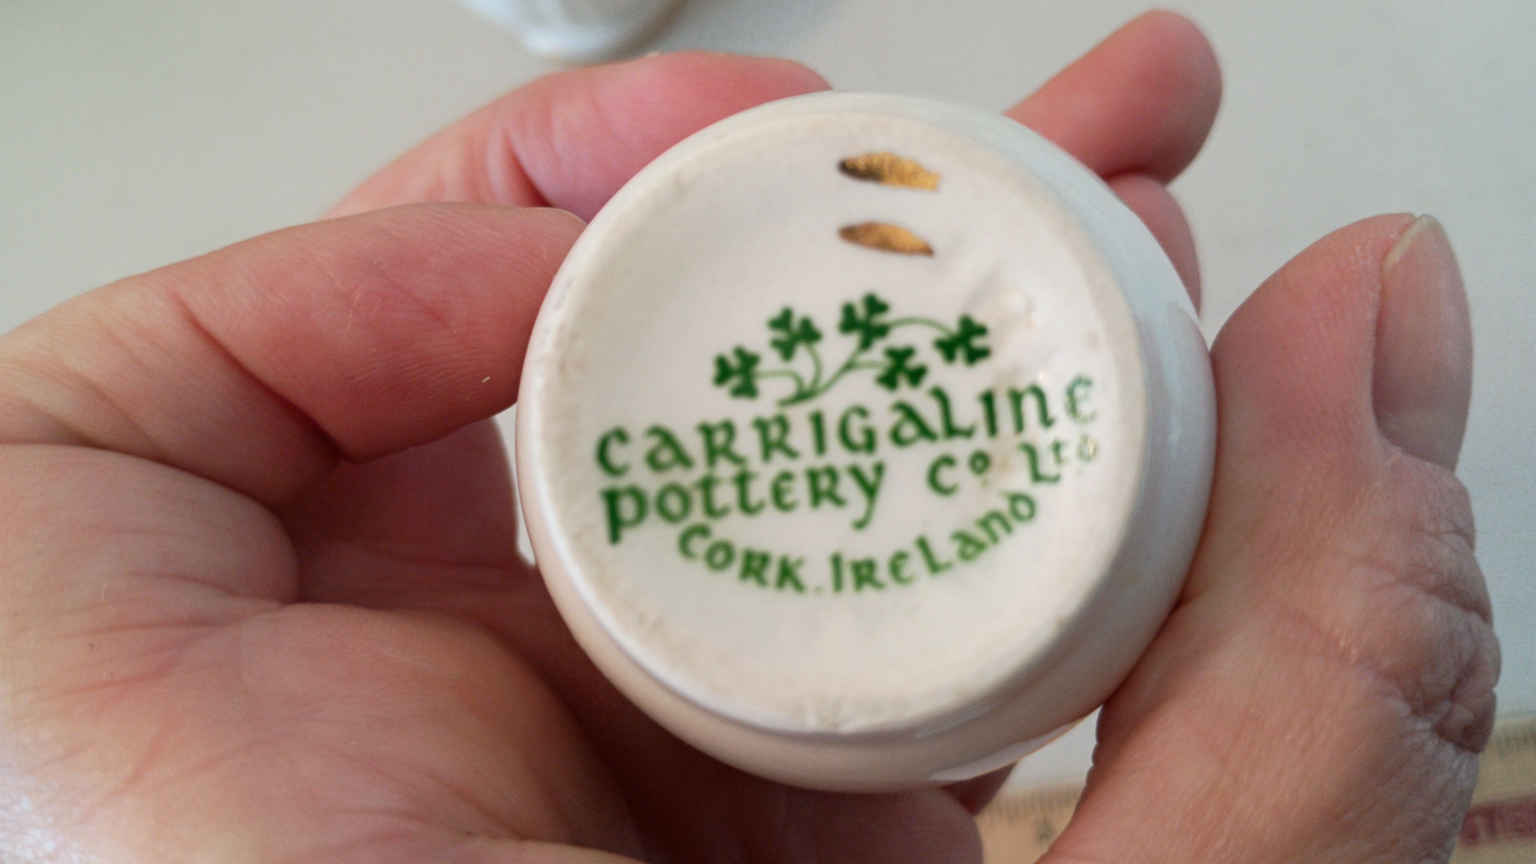 CARRIGALINE
POTTERY Cº Ltd
CORK. IRELAND